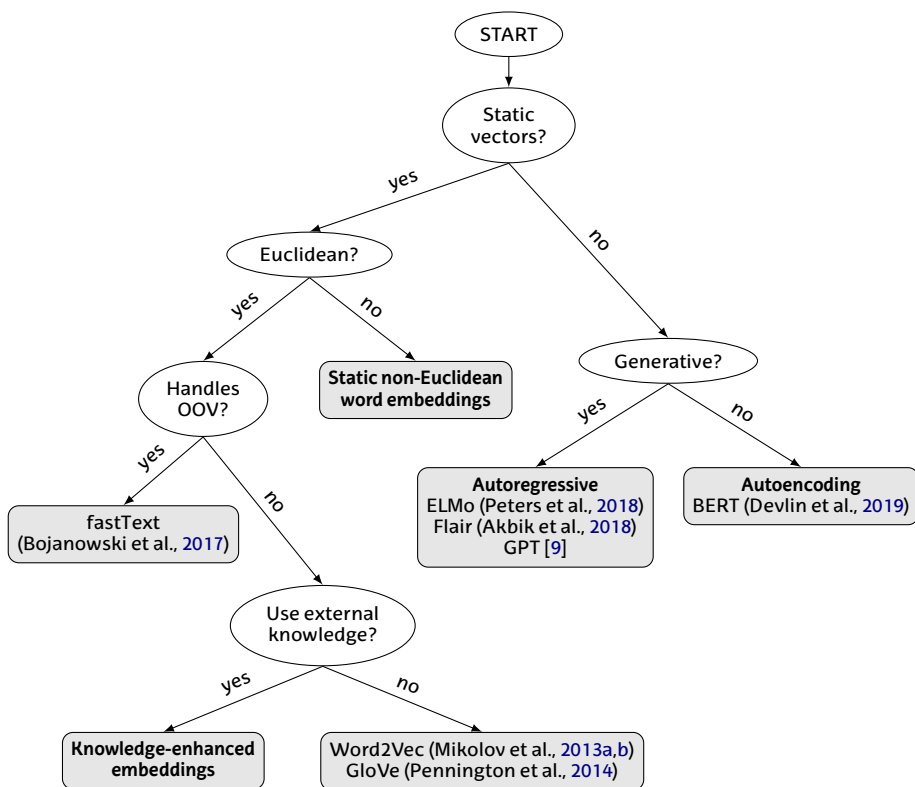 START
Static
vectors?
yes
no
Euclidean?
yes
no
Generative?
Handles
OOV?
Static non-Euclidean
word embeddings
yes
no
yes
no
Autoregressive
ELMo (Peters et al., 2018)
Flair (Akbik et al., 2018)
GPT [9]
Autoencoding
BERT (Devlin et al., 2019)
fastText
(Bojanowski et al., 2017)
Use external
knowledge?
yes
no
Knowledge-enhanced
embeddings
Word2Vec (Mikolov et al., 2013a,b)
GloVe (Pennington et al., 2014)